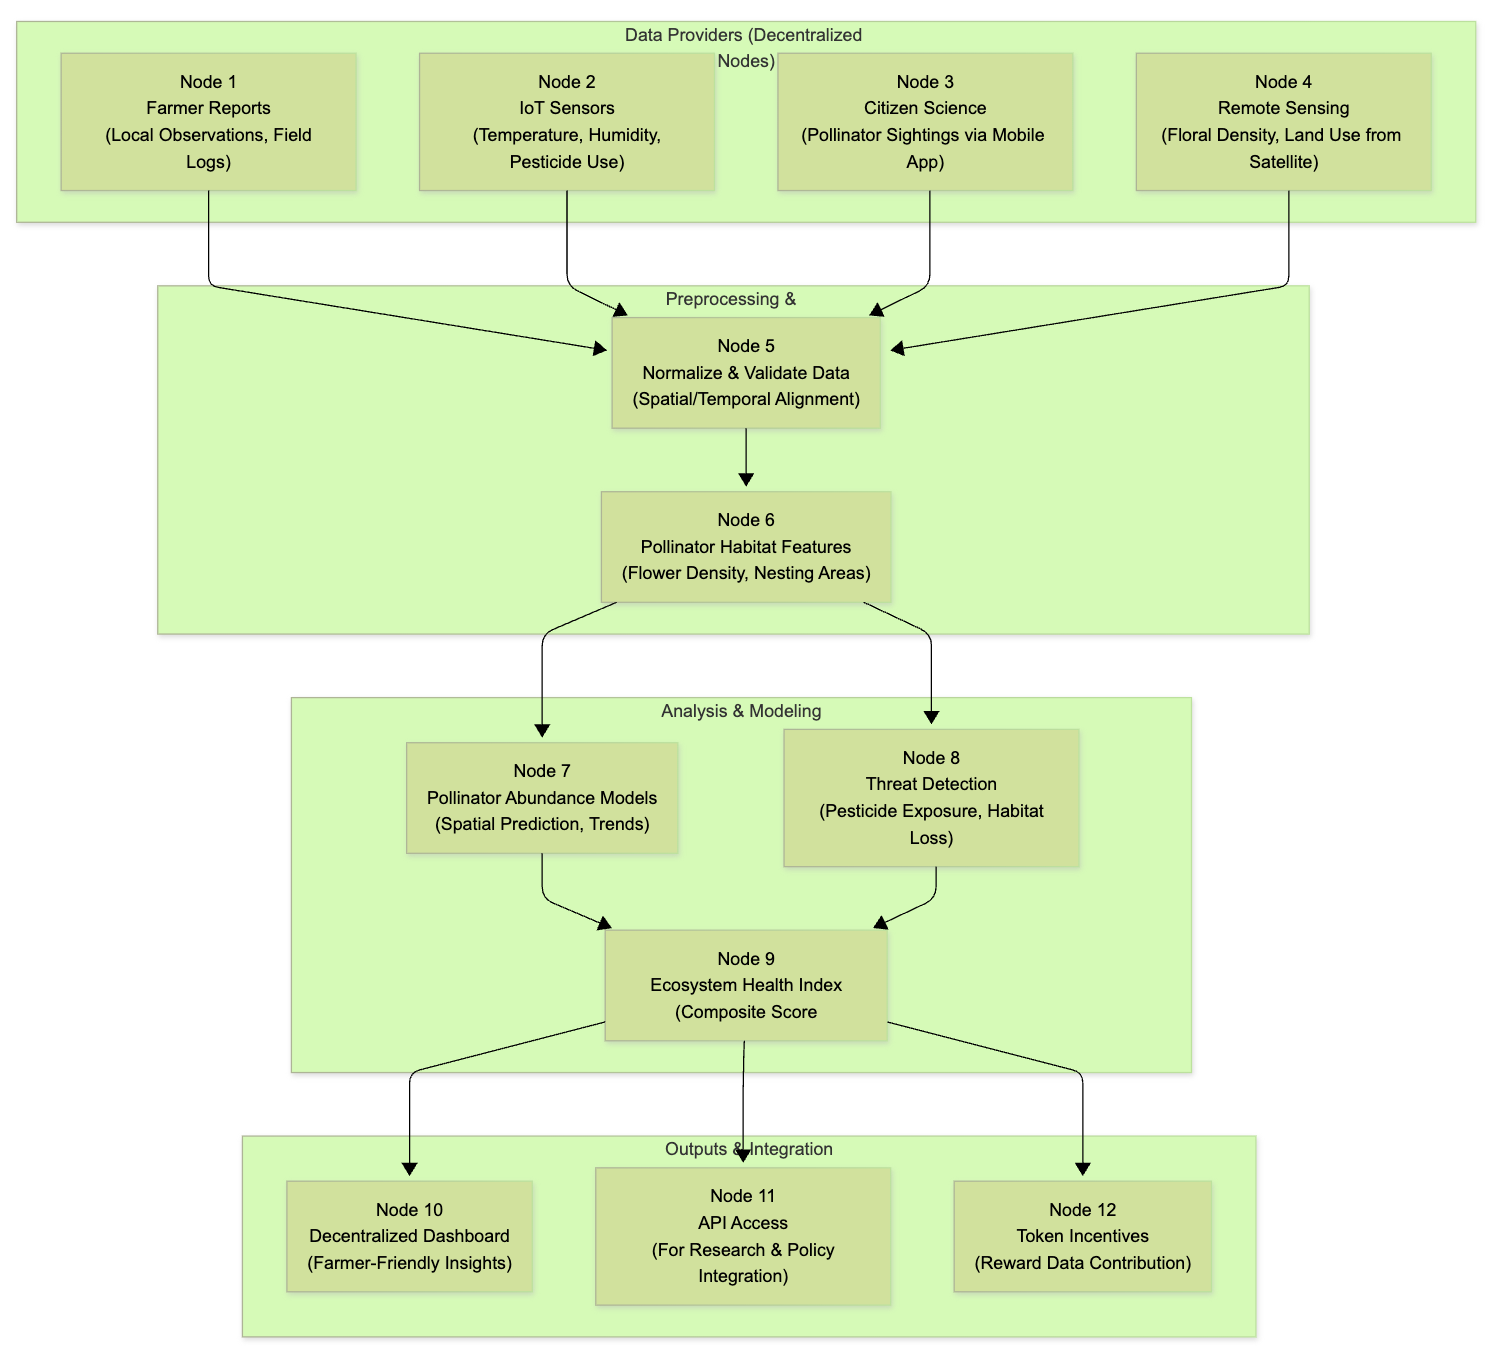 Data Providers (Decentralized
Nodes)
Node 1
Farmer Reports
(Local Observations, Field
Logs)
Node 2
IoT Sensors
(Temperature, Humidity,
Pesticide Use)
Node 3
Citizen Science
(Pollinator Sightings via Mobile
App)
Node 4
Remote Sensing
(Floral Density, Land Use from
Satellite)
Preprocessing &
Node 5
Normalize & Validate Data
(Spatial/Temporal Alignment)
Node 6
Pollinator Habitat Features
(Flower Density, Nesting Areas)
Analysis & Modeling
Node 7
Pollinator Abundance Models
(Spatial Prediction, Trends)
Node 8
Threat Detection
(Pesticide Exposure, Habitat
Loss)
Node 9
Ecosystem Health Index
(Composite Score
Outputs & Integration
Node 10
Decentralized Dashboard
(Farmer-Friendly Insights)
Node 11
API Access
(For Research & Policy
Integration)
Node 12
Token Incentives
(Reward Data Contribution)